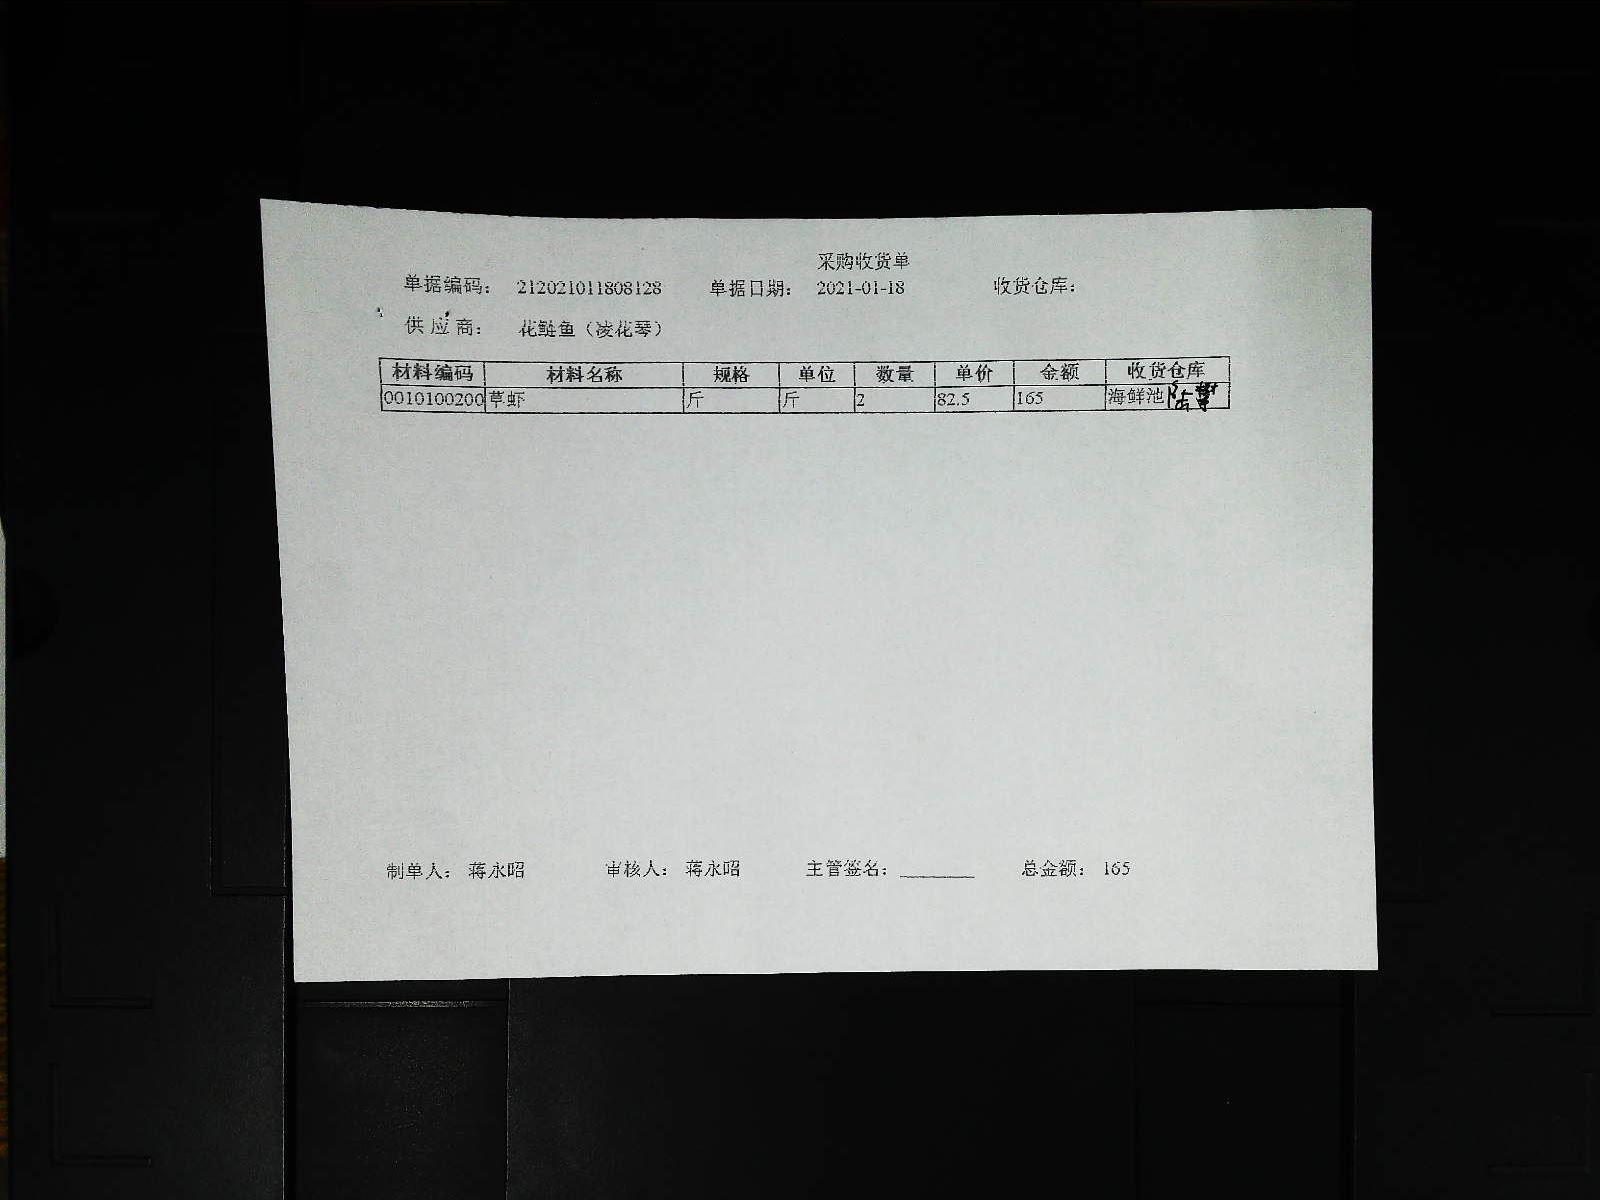 采购收货单
单据编码： 212021011808128 单据日期： 2021-01-18 收货仓库：
供应商： 花鲢鱼（凌花琴）
材料编码 材料名称 规格 单位 数量 单价 金额 收货仓库
0010100200 草虾 斤 斤 2 82.5 165 海鲜池
制单人： 蒋永昭 审核人： 蒋永昭 主管签名：________ 总金额： 165